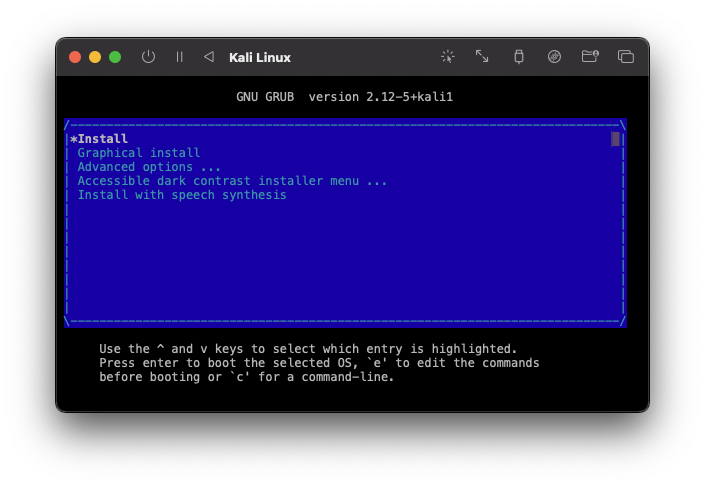 Kali Linux
GNU GRUB version 2.12-5+kali1
*Install
Graphical install
Advanced options ...
Accessible dark contrast installer menu ...
Install with speech synthesis
Use the ^ and v keys to select which entry is highlighted.
Press enter to boot the selected OS, `e' to edit the commands
before booting or `c' for a command-line.